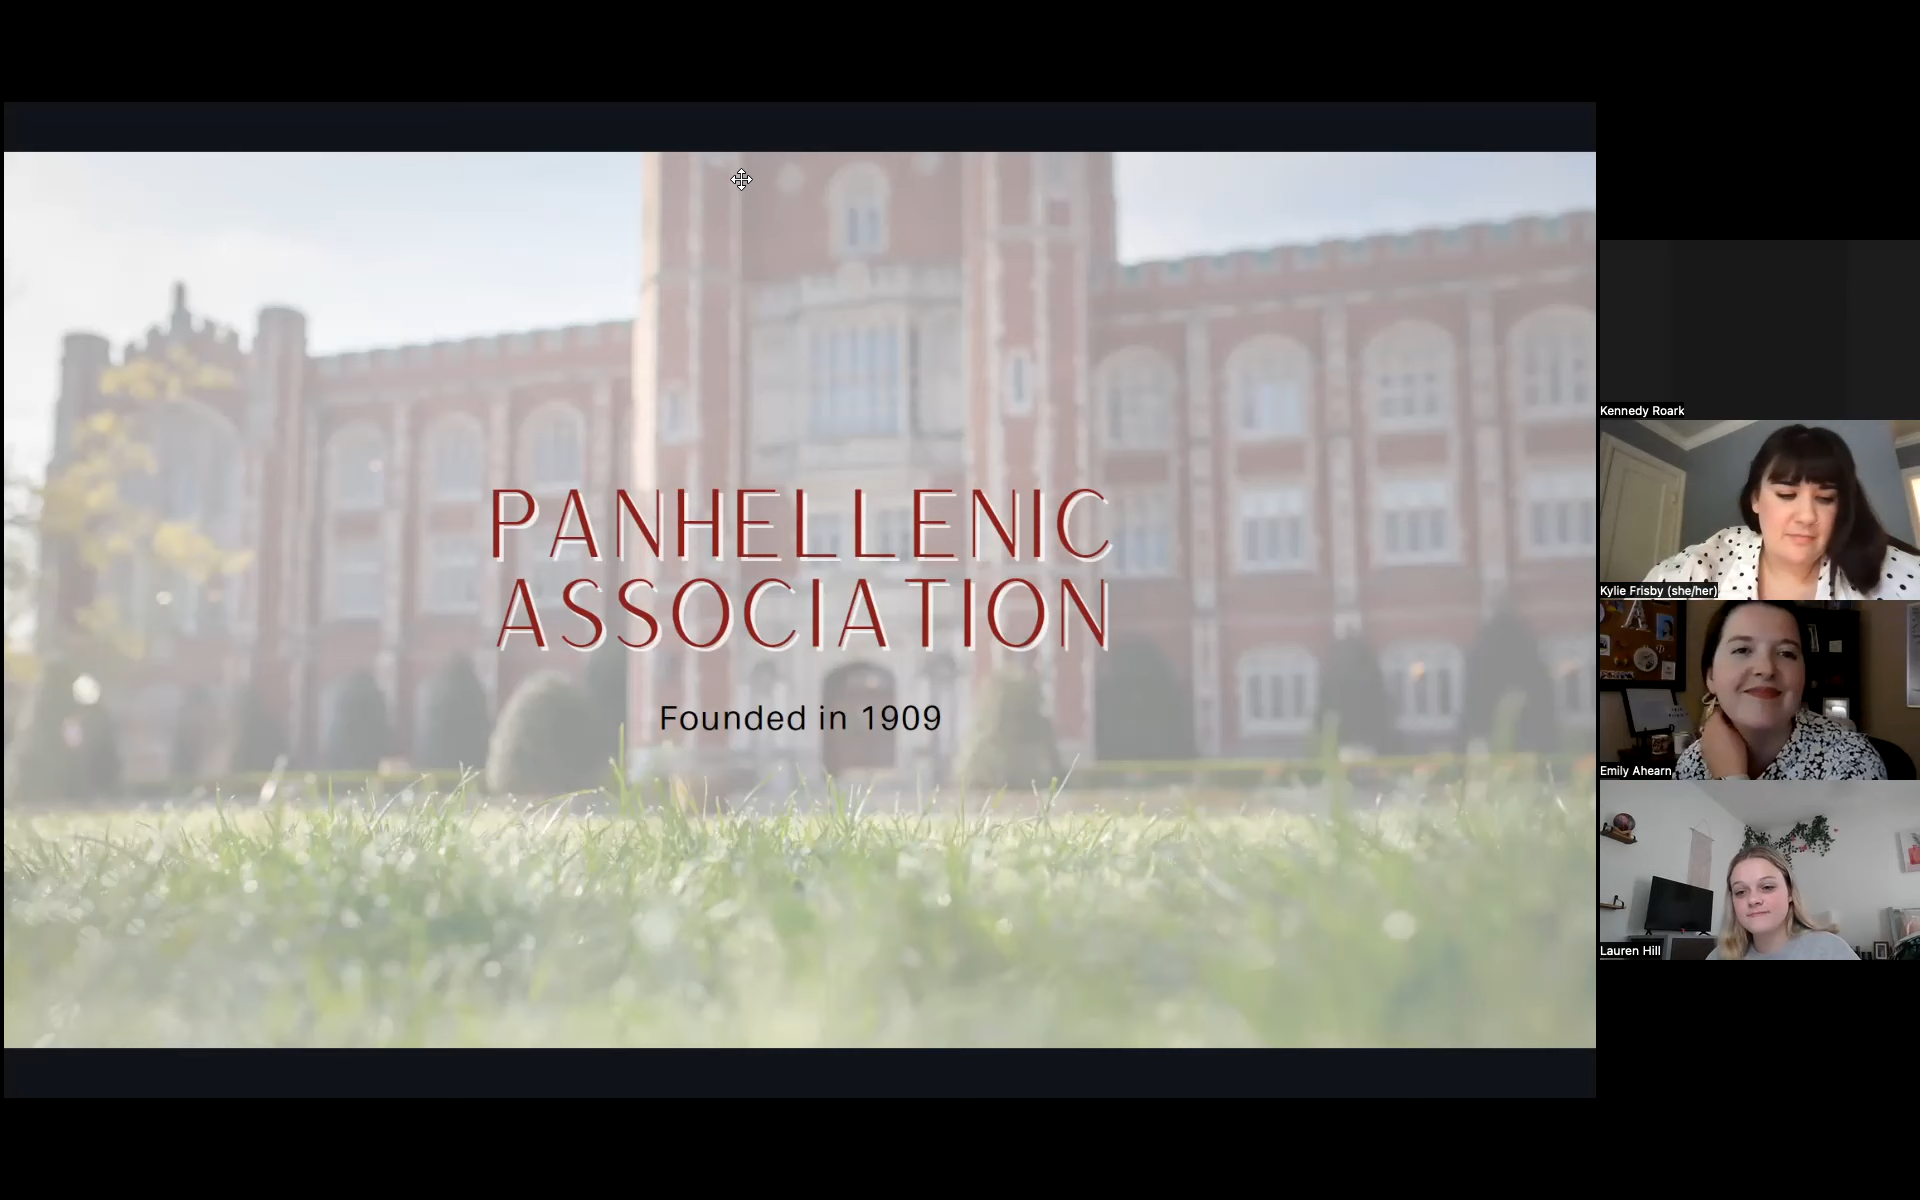 PANHELLENIC
ASSOCIATION
Founded in 1909
Kennedy Roark
Kylie Frisby (she/her)
Emily Ahearn
Lauren Hill